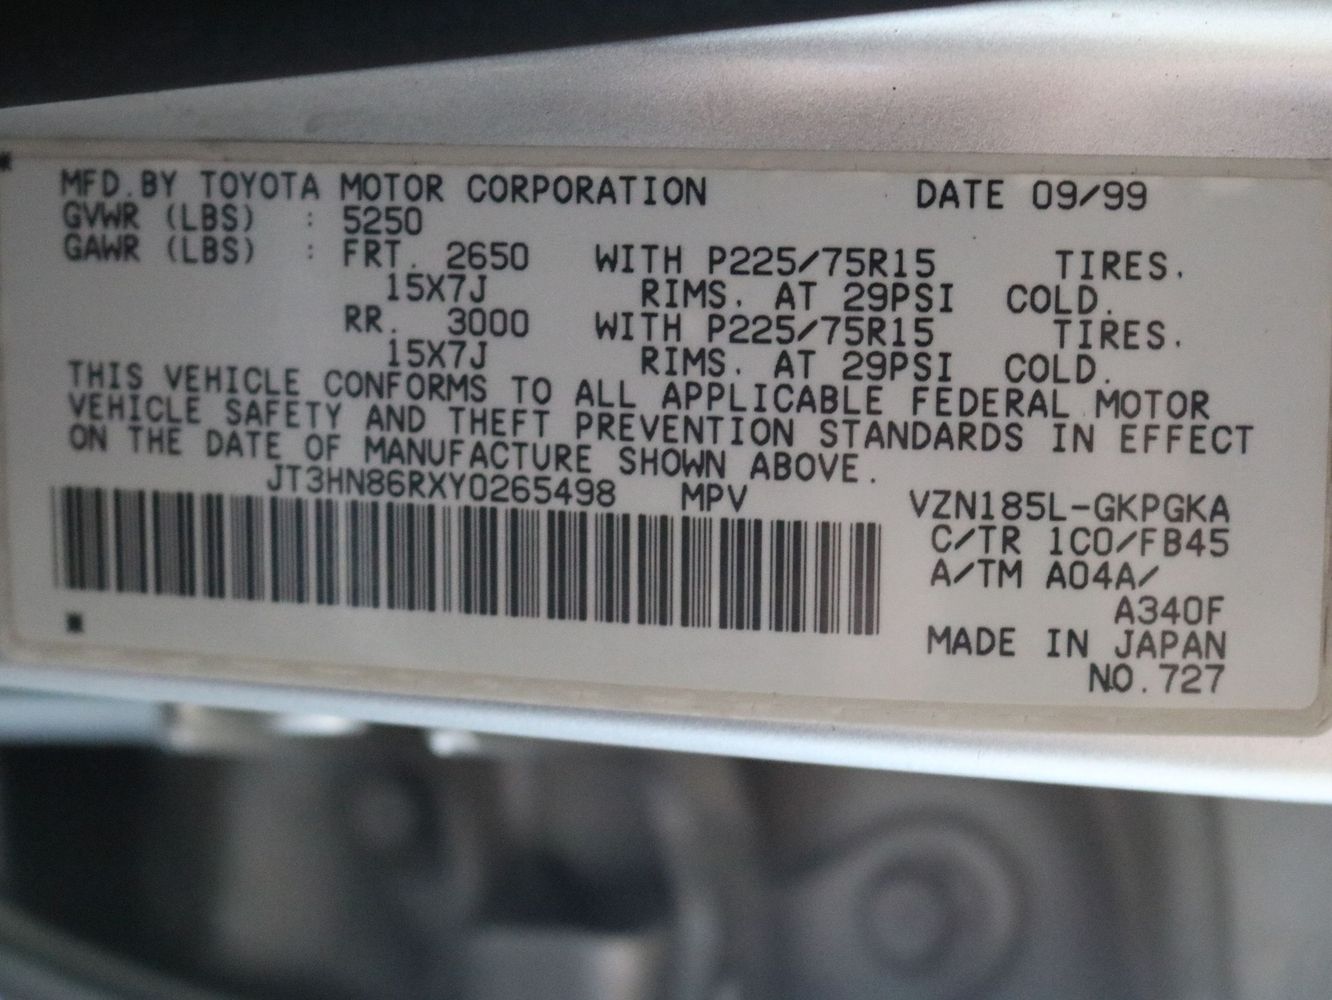 MFD.BY TOYOTA MOTOR CORPORATION DATE 09/99
GVWR (LBS) : 5250
GAWR (LBS) : FRT. 2650 WITH P225/75R15 TIRES.
15X7J RIMS. AT 29PSI COLD.
RR. 3000 WITH P225/75R15 TIRES.
15X7J RIMS. AT 29PSI COLD.
THIS VEHICLE CONFORMS TO ALL APPLICABLE FEDERAL MOTOR
VEHICLE SAFETY AND THEFT PREVENTION STANDARDS IN EFFECT
ON THE DATE OF MANUFACTURE SHOWN ABOVE.
JT3HN86RXY0265498 MPV
VZN185L-GKPGKA
C/TR 1C0/FB45
A/TM A04A/
A340F
MADE IN JAPAN
NO.727